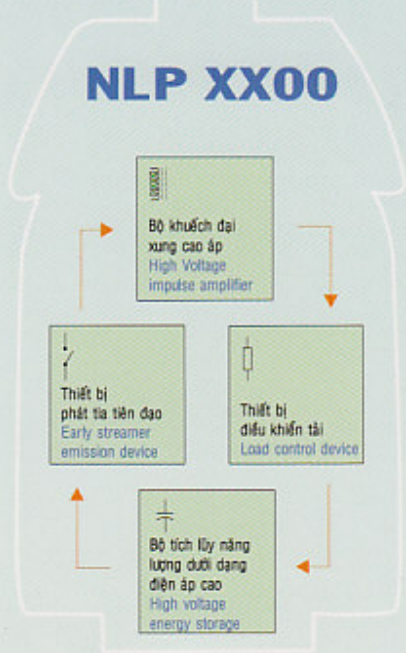 NLP XX00
Bộ khuếch đại
xung cao áp
High Voltage
impulse amplifier
Thiết bị
phát tia tiên đạo
Early streamer
emission device
Thiết bị
điều khiển tải
Load control device
Bộ tích lũy năng
lượng dưới dạng
điện áp cao
High voltage
energy storage